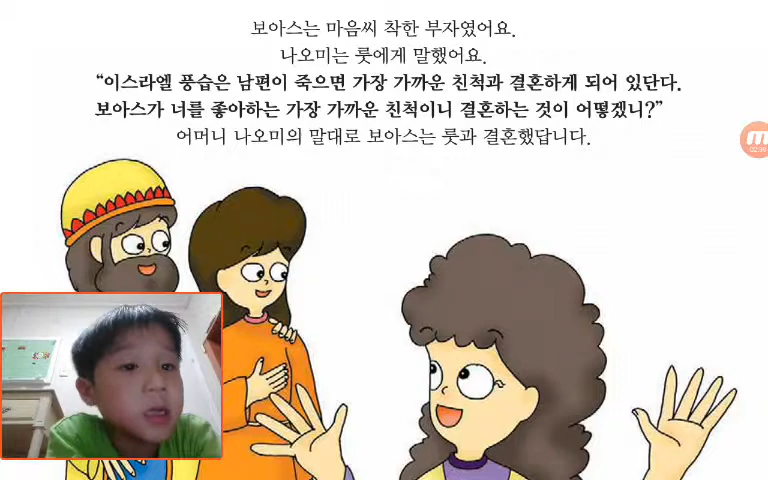 보아스는 마음씨 착한 부자였어요.
나오미는 룻에게 말했어요.
“이스라엘 풍습은 남편이 죽으면 가장 가까운 친척과 결혼하게 되어 있단다.
보아스가 너를 좋아하는 가장 가까운 친척이니 결혼하는 것이 어떻겠니?”
어머니 나오미의 말대로 보아스는 룻과 결혼했답니다.